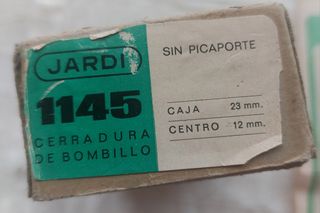 JARDI
1145
CERRADURA
DE BOMBILLO
SIN PICAPORTE
CAJA 23 mm.
CENTRO 12 mm.